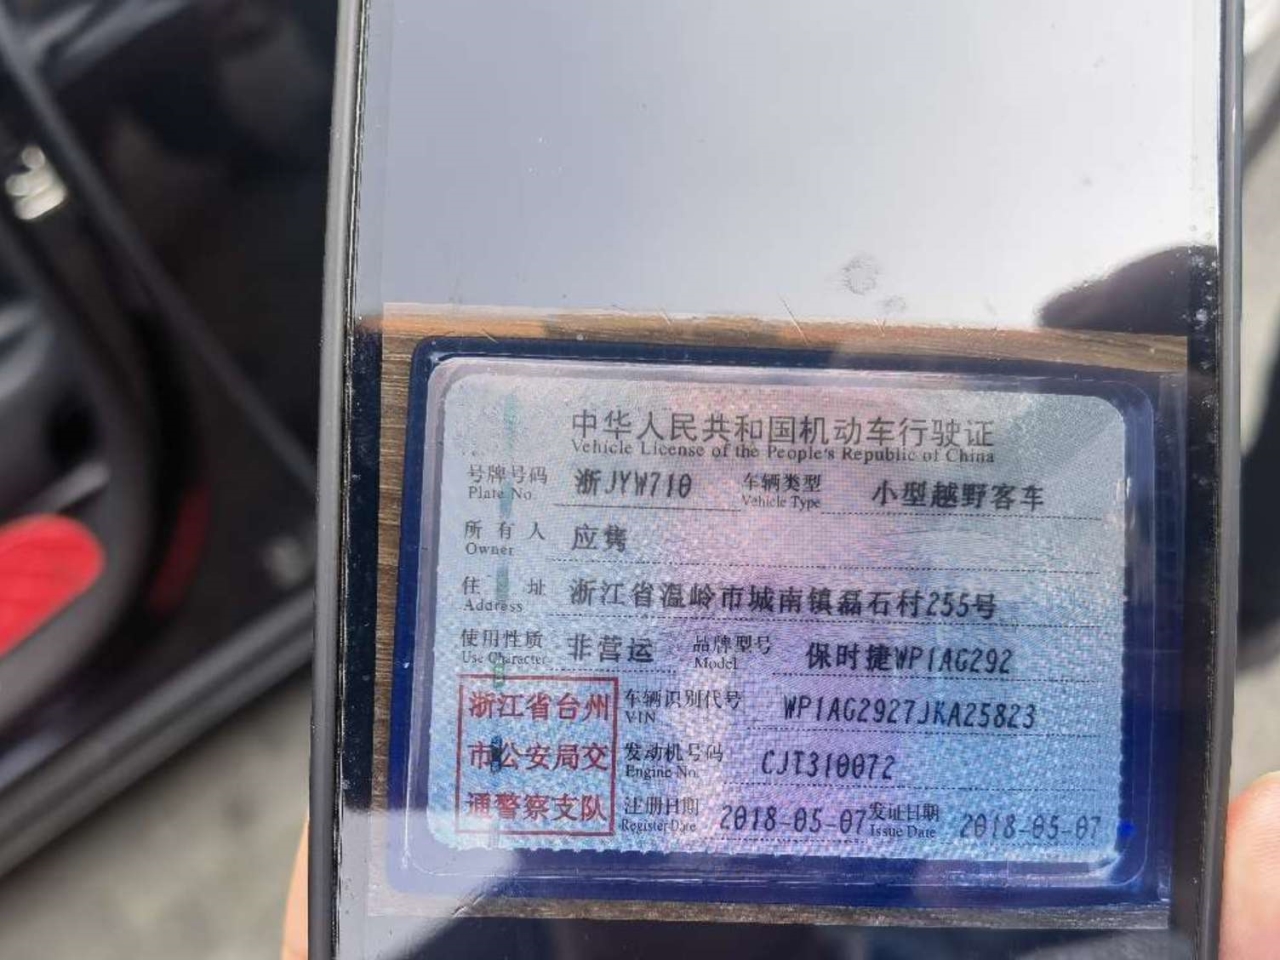 中华人民共和国机动车行驶证
Vehicle License of the People's Republic of China
号牌号码 浙JYW710 车辆类型 小型越野客车
Plate No. Vehicle Type
所有人 应隽
Owner
住址 浙江省温岭市城南镇磊石村255号
Address
使用性质 非营运 品牌型号 保时捷WP1AG292
Use Character Model
浙江省台州 车辆识别代号 WP1AG2927JKA25823
VIN
市公安局交 发动机号码 CJT310072
Engine No.
通警察支队 注册日期 2018-05-07 发证日期 2018-05-07
Register Date Issue Date